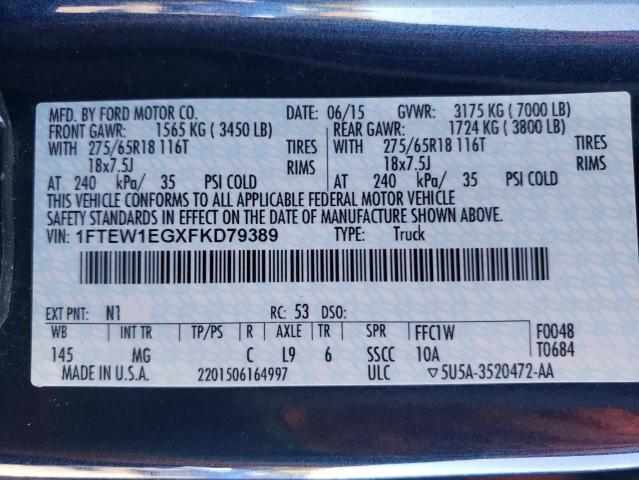 MFD. BY FORD MOTOR CO. DATE: 06/15 GVWR: 3175 KG ( 7000 LB)
FRONT GAWR: 1565 KG ( 3450 LB) REAR GAWR: 1724 KG ( 3800 LB)
WITH 275/65R18 116T TIRES WITH 275/65R18 116T TIRES
18x7.5J RIMS 18x7.5J RIMS
AT 240 kPa/ 35 PSI COLD AT 240 kPa/ 35 PSI COLD
THIS VEHICLE CONFORMS TO ALL APPLICABLE FEDERAL MOTOR VEHICLE
SAFETY STANDARDS IN EFFECT ON THE DATE OF MANUFACTURE SHOWN ABOVE.
VIN: 1FTEW1EGXFKD79389 TYPE: Truck
EXT PNT: N1 RC: 53 DSO:
WB INT TR TP/PS R AXLE TR SPR FFC1W F0048
145 MG C L9 6 SSCC 10A T0684
MADE IN U.S.A. 2201506164997 ULC ▽5U5A-3520472-AA